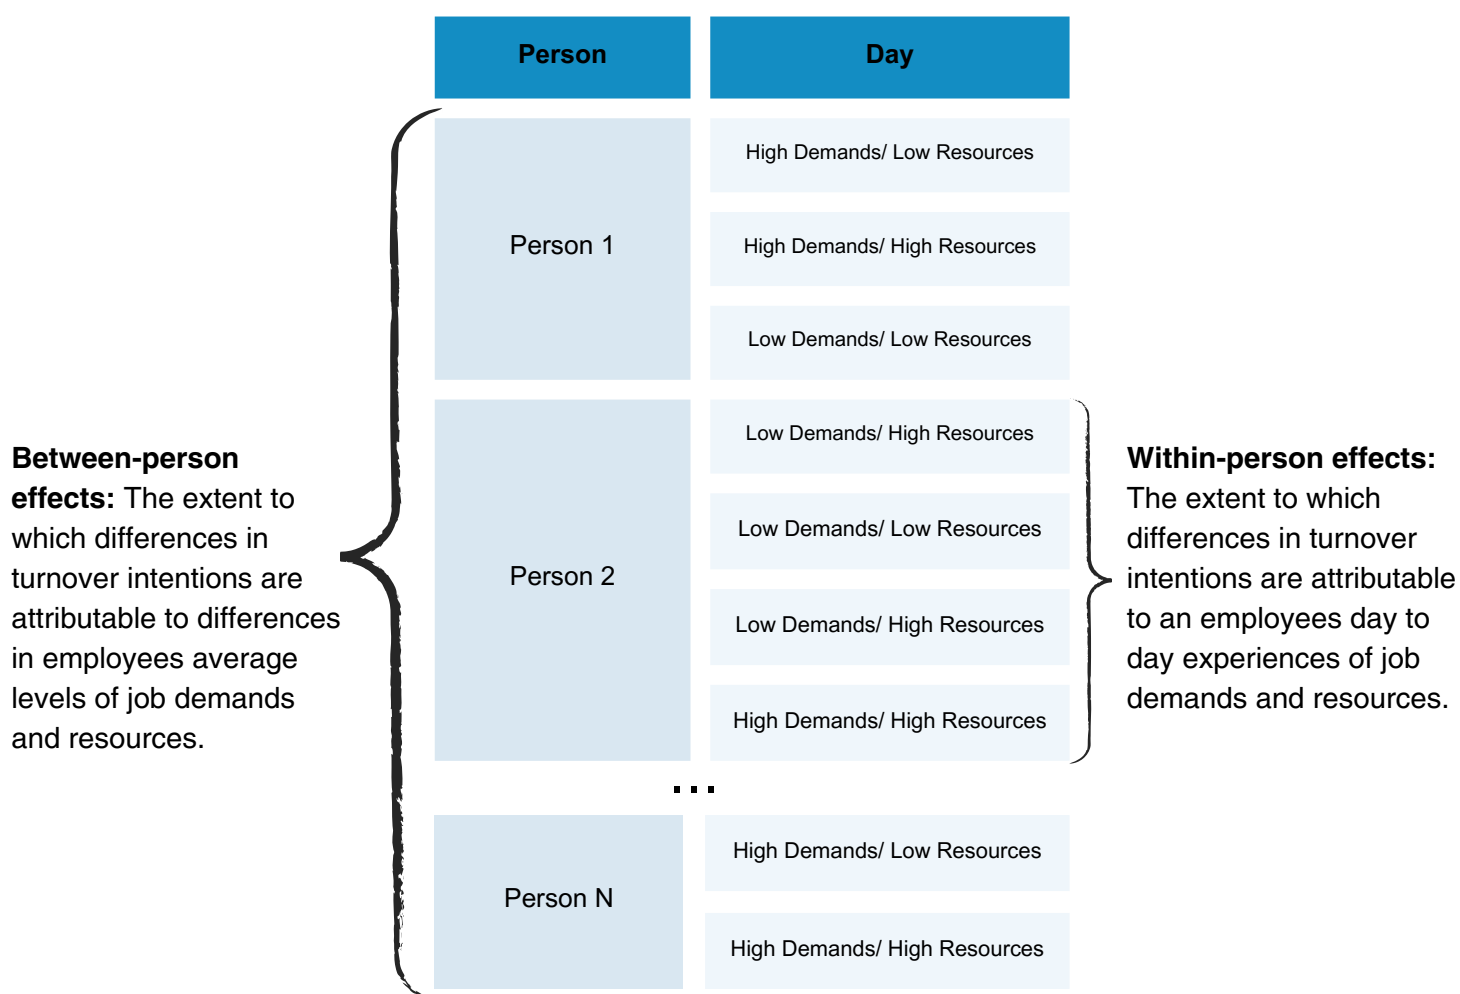 Person
Day
Person 1
High Demands/ Low Resources
High Demands/ High Resources
Low Demands/ Low Resources
Person 2
Low Demands/ High Resources
Low Demands/ Low Resources
Low Demands/ High Resources
High Demands/ High Resources
...
Person N
High Demands/ Low Resources
High Demands/ High Resources
Between-person
effects: The extent to
which differences in
turnover intentions are
attributable to differences
in employees average
levels of job demands
and resources.
Within-person effects:
The extent to which
differences in turnover
intentions are attributable
to an employees day to
day experiences of job
demands and resources.